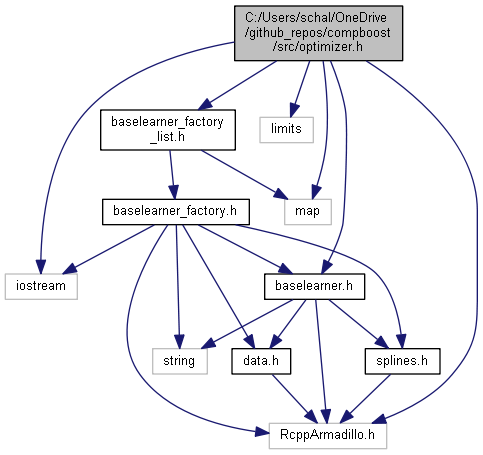 C:/Users/schal/OneDrive
/github_repos/compboost
/src/optimizer.h
baselearner_factory
_list.h
limits
baselearner_factory.h
map
iostream
baselearner.h
string
data.h
splines.h
RcppArmadillo.h